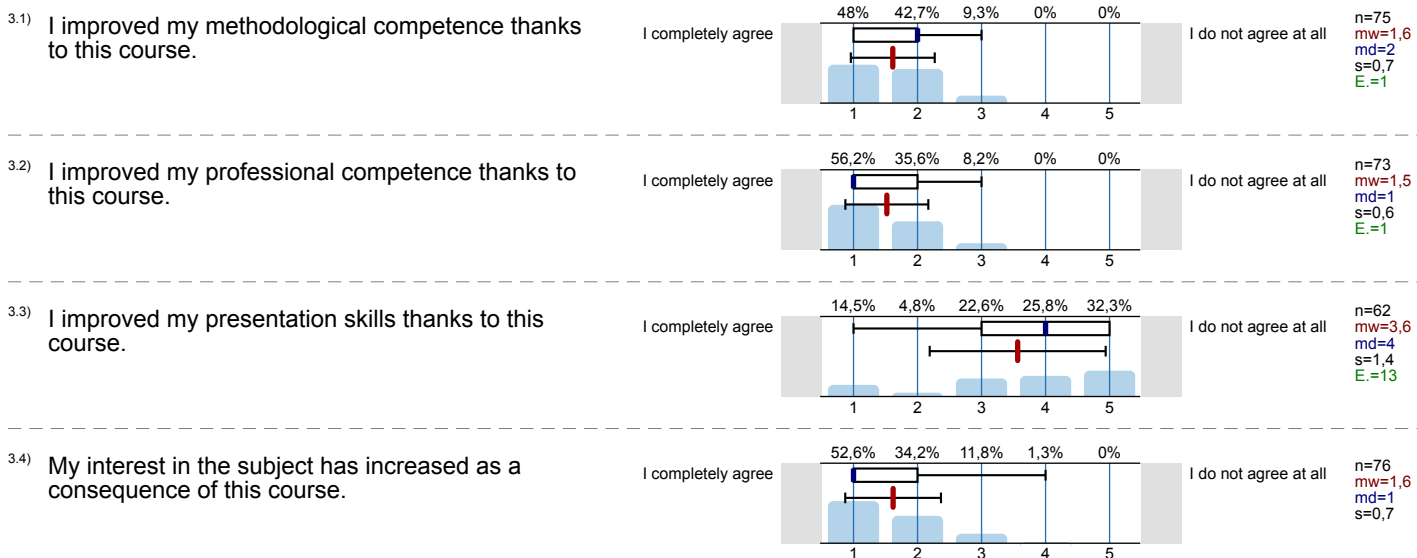 3.1) I improved my methodological competence thanks
to this course.
I completely agree
48% 42,7% 9,3% 0% 0%
1 2 3 4 5
I do not agree at all
n=75
mw=1,6
md=2
s=0,7
E.=1
3.2) I improved my professional competence thanks to
this course.
I completely agree
56,2% 35,6% 8,2% 0% 0%
1 2 3 4 5
I do not agree at all
n=73
mw=1,5
md=1
s=0,6
E.=1
3.3) I improved my presentation skills thanks to this
course.
I completely agree
14,5% 4,8% 22,6% 25,8% 32,3%
1 2 3 4 5
I do not agree at all
n=62
mw=3,6
md=4
s=1,4
E.=13
3.4) My interest in the subject has increased as a
consequence of this course.
I completely agree
52,6% 34,2% 11,8% 1,3% 0%
1 2 3 4 5
I do not agree at all
n=76
mw=1,6
md=1
s=0,7